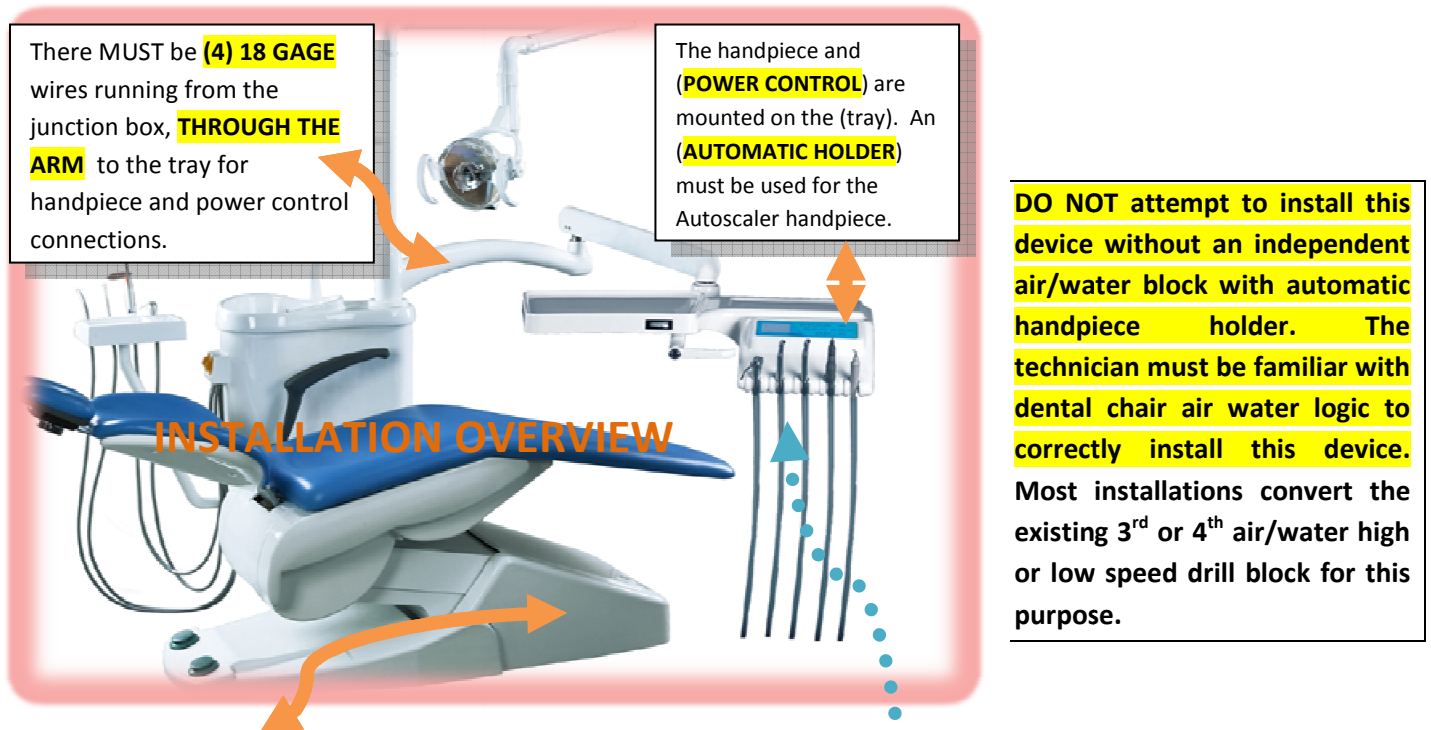 There MUST be (4) 18 GAGE
wires running from the
junction box, THROUGH THE
ARM to the tray for
handpiece and power control
connections.
The handpiece and
(POWER CONTROL) are
mounted on the (tray). An
(AUTOMATIC HOLDER)
must be used for the
Autoscaler handpiece.
INSTALLATION OVERVIEW
DO NOT attempt to install this
device without an independent
air/water block with automatic
handpiece holder. The
technician must be familiar with
dental chair air water logic to
correctly install this device.
Most installations convert the
existing 3rd or 4th air/water high
or low speed drill block for this
purpose.